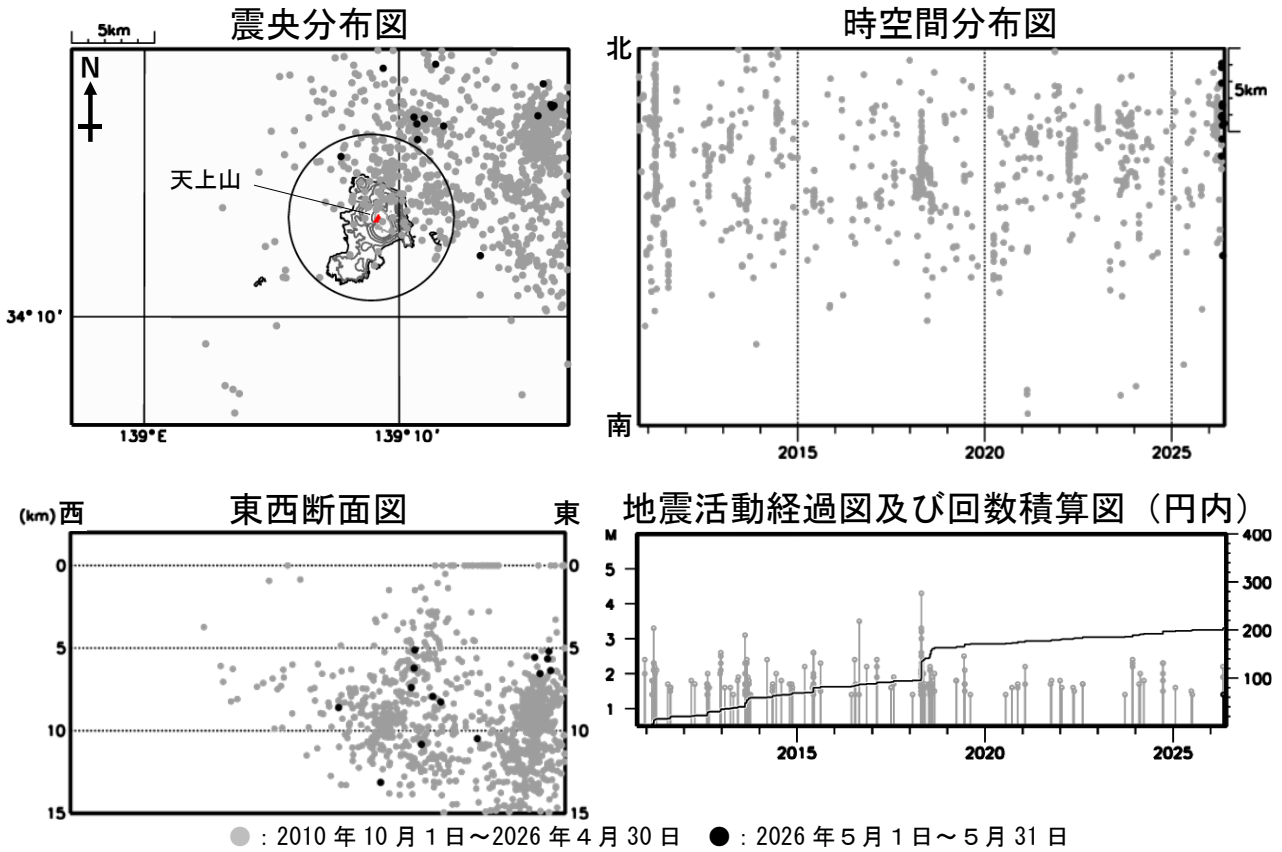 震央分布図
5km
N
天上山
34°10′
139°E
139°10′
時空間分布図
北
南
5km
2015
2020
2025
東西断面図
(km)
西
東
0
5
10
15
0
5
10
15
地震活動経過図及び回数積算図（円内）
M
5
4
3
2
1
400
300
200
100
2015
2020
2025
●：2010年10月１日～2026年４月30日 ●：2026年５月１日～５月31日